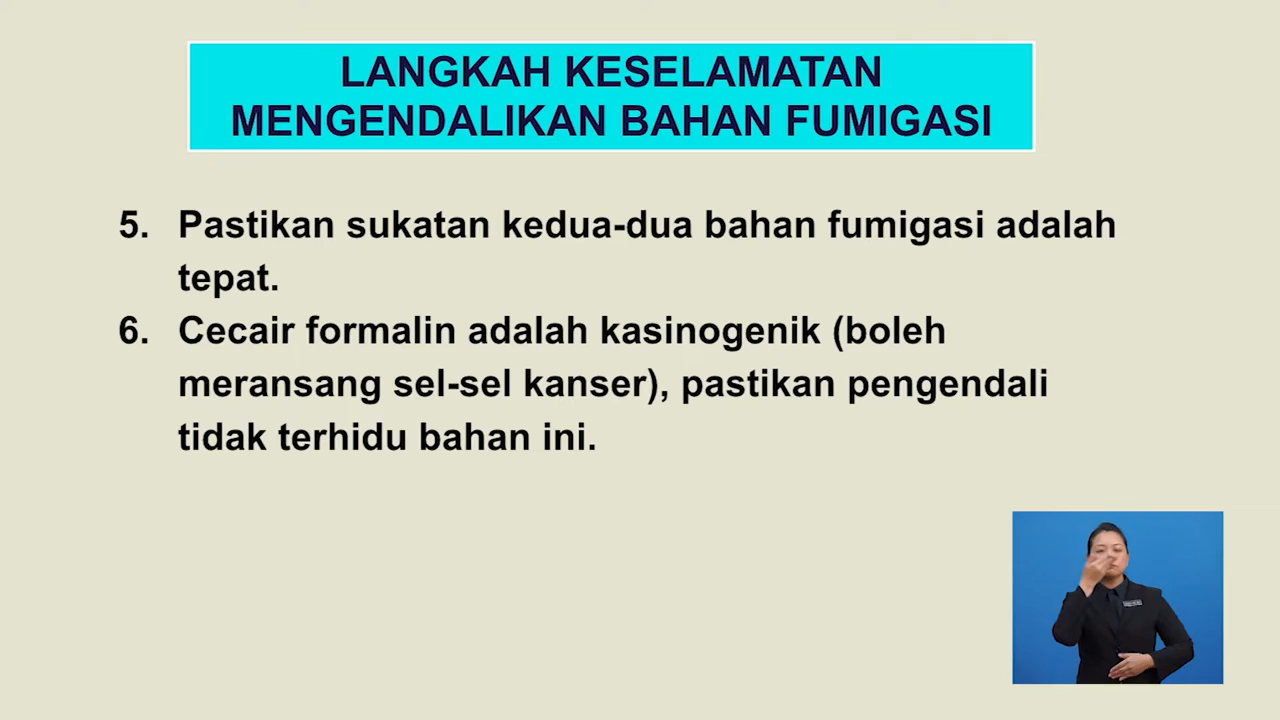 LANGKAH KESELAMATAN
MENGENDALIKAN BAHAN FUMIGASI
5. Pastikan sukatan kedua-dua bahan fumigasi adalah
tepat.
6. Cecair formalin adalah kasinogenik (boleh
meransang sel-sel kanser), pastikan pengendali
tidak terhidu bahan ini.